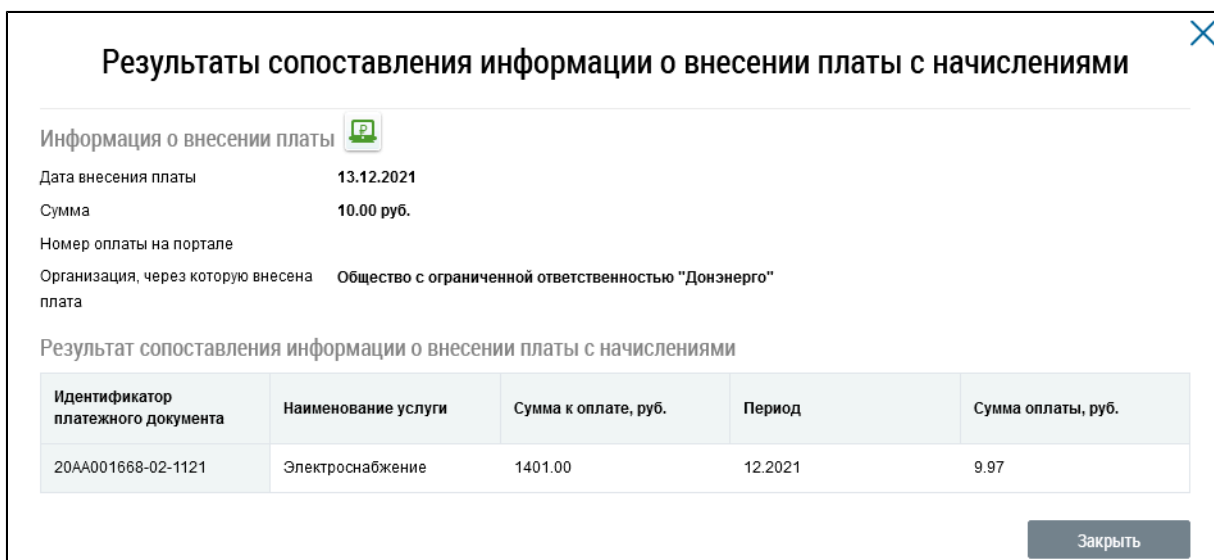 Результаты сопоставления информации о внесении платы с начислениями
Информация о внесении платы
Дата внесения платы 13.12.2021
Сумма 10.00 руб.
Номер оплаты на портале
Организация, через которую внесена плата Общество с ограниченной ответственностью "Донэнерго"
Результат сопоставления информации о внесении платы с начислениями
Идентификатор платежного документа Наименование услуги Сумма к оплате, руб. Период Сумма оплаты, руб.
20АА001668-02-1121 Электроснабжение 1401.00 12.2021 9.97
Закрыть